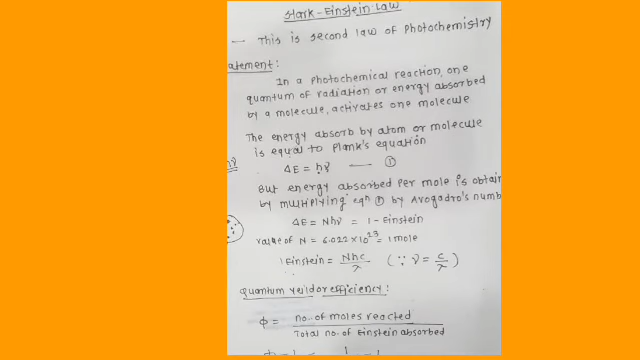 Stark-Einstein Law
— This is second law of Photochemistry
atement:
In a photochemical reaction, one
quantum of radiation or energy absorbed
by a molecule, activates one molecule
The energy absorb by atom or molecule
is equal to Plank's equation
hν ΔE = hν — ①
But energy absorbed per mole is obtain
by multiplying eqⁿ ① by Avogadro's numb
ΔE = Nhν = 1 - Einstein
value of N = 6.022 × 10²³ = 1 mole
1 Einstein = Nhc/λ (∵ ν = c/λ)
Quantum Yeild or efficiency:
ϕ = no. of moles reacted
Total no. of Einstein absorbed